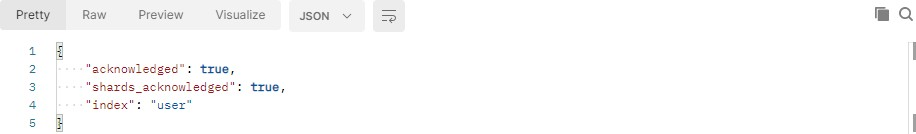 Pretty Raw Preview Visualize JSON
1 {
2 "acknowledged": true,
3 "shards_acknowledged": true,
4 "index": "user"
5 }